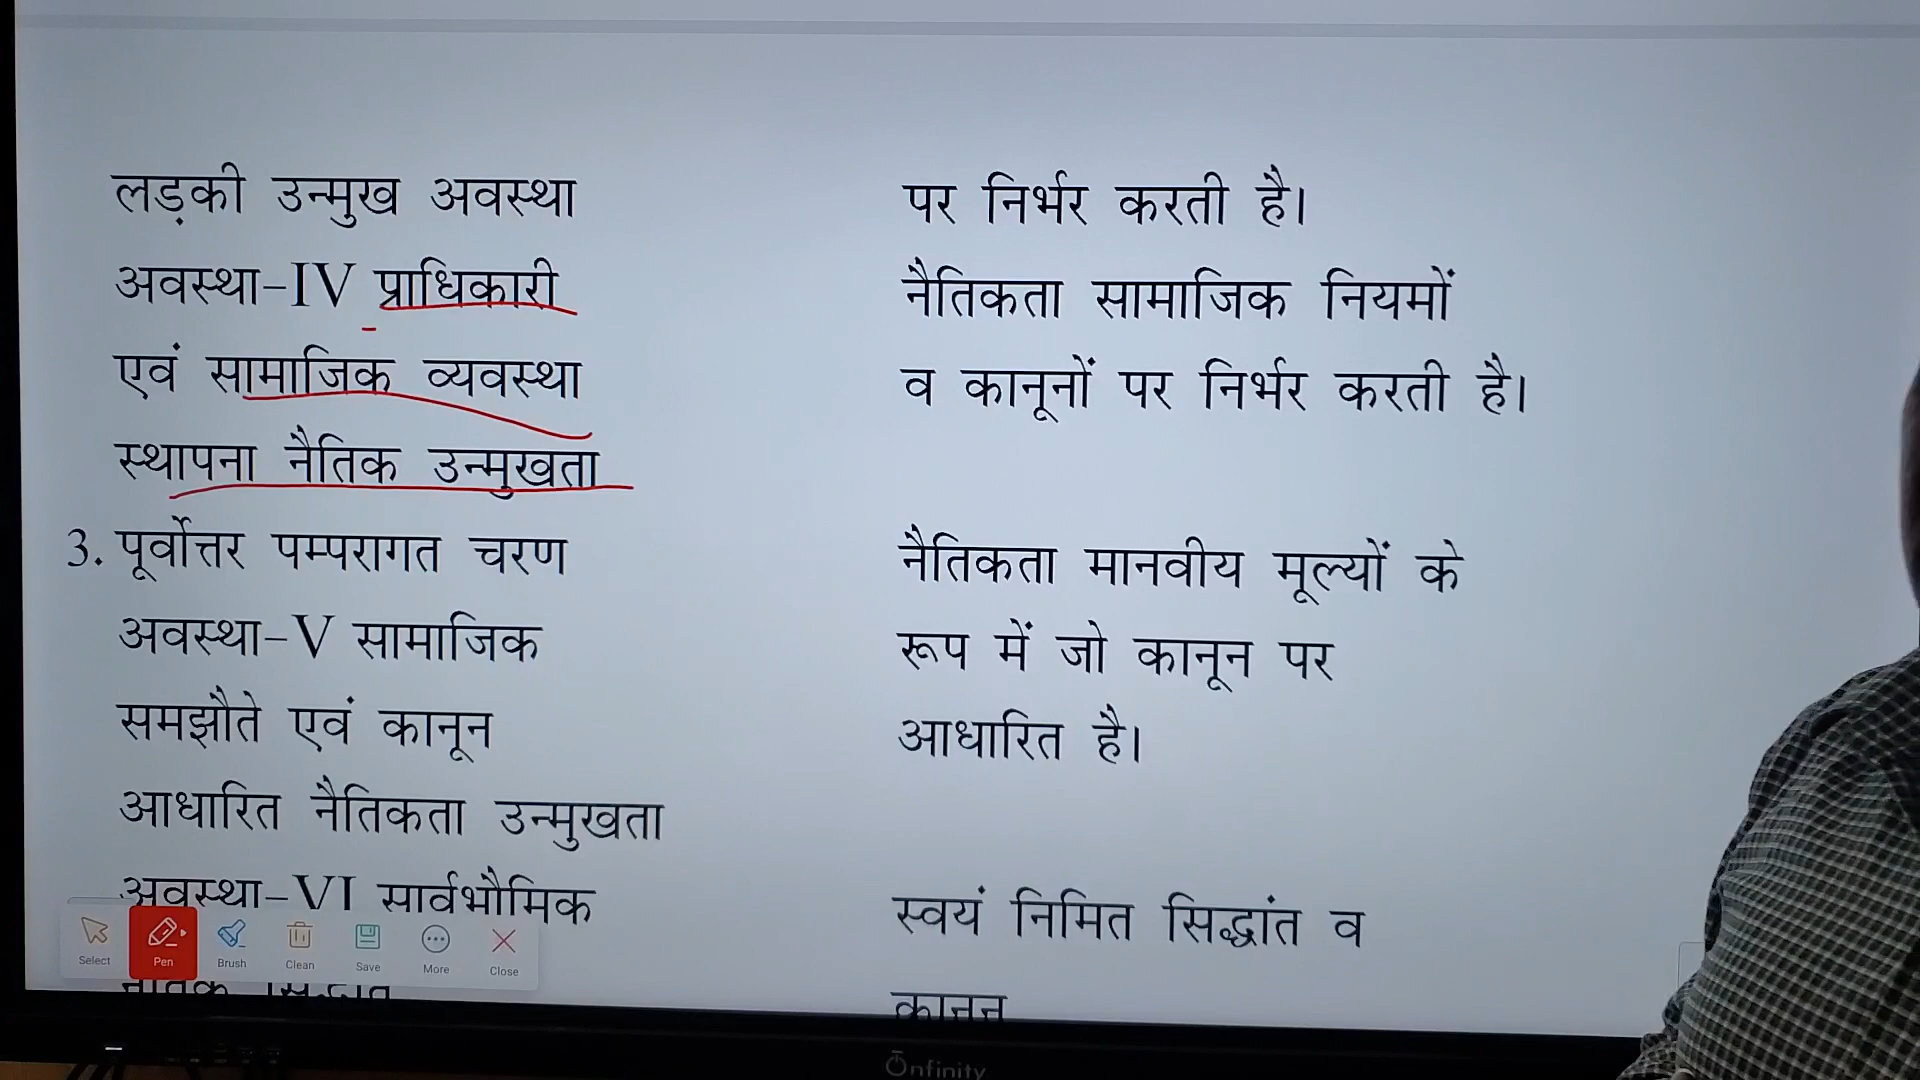 लड़की उन्मुख अवस्था
अवस्था-IV प्राधिकारी
एवं सामाजिक व्यवस्था
स्थापना नैतिक उन्मुखता
3. पूर्वोत्तर पम्परागत चरण
अवस्था-V सामाजिक
समझौते एवं कानून
आधारित नैतिकता उन्मुखता
अवस्था-VI सार्वभौमिक
नैतिक सिद्धांत
पर निर्भर करती है।
नैतिकता सामाजिक नियमों
व कानूनों पर निर्भर करती है।
नैतिकता मानवीय मूल्यों के
रूप में जो कानून पर
आधारित है।
स्वयं निमित सिद्धांत व
कानून
Select Pen Brush Clean Save More Close
Onfinity